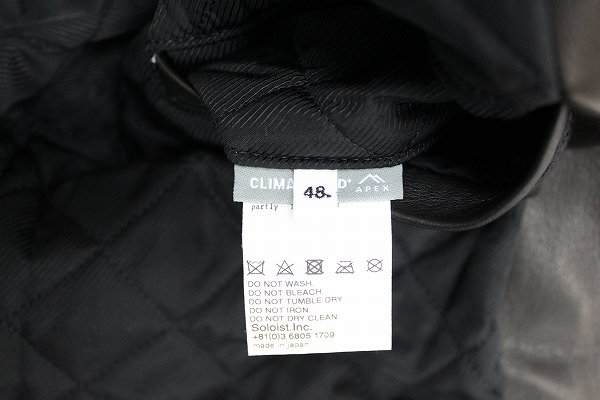 48
APEX
partly
DO NOT WASH.
DO NOT BLEACH.
DO NOT TUMBLE DRY
DO NOT IRON.
DO NOT DRY CLEAN
Soloist.Inc.
+81(0)3 6805 1709
made in japan